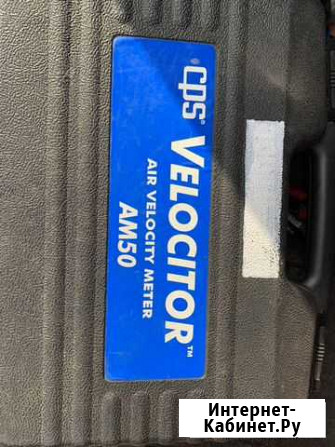 cps®
VELOCITOR™
AIR VELOCITY METER
AM50
Интернет-
Кабинет.Ру